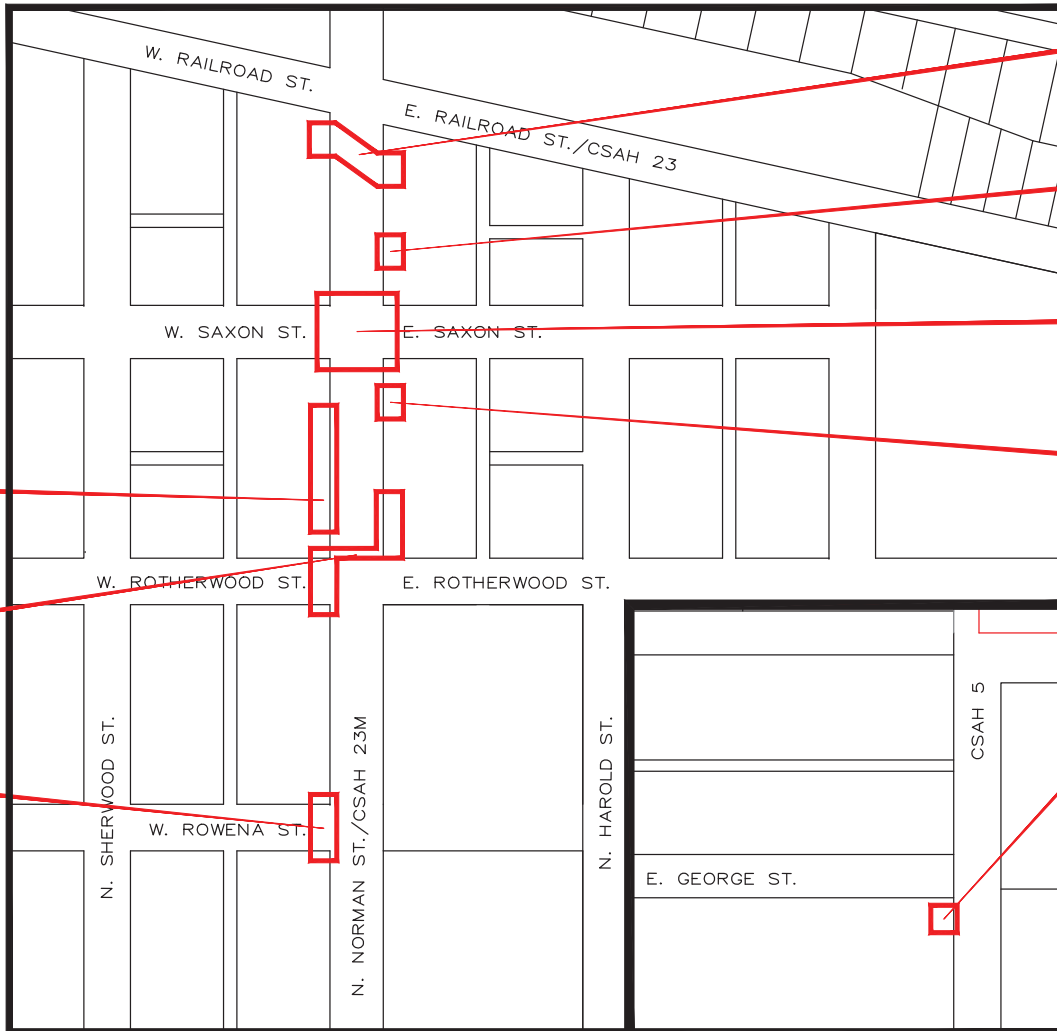 W. RAILROAD ST.
E. RAILROAD ST./CSAH 23
W. SAXON ST.
E. SAXON ST.
W. ROTHERWOOD ST.
E. ROTHERWOOD ST.
N. SHERWOOD ST.
N. NORMAN ST./CSAH 23M
N. HAROLD ST.
CSAH 5
W. ROWENA ST.
E. GEORGE ST.